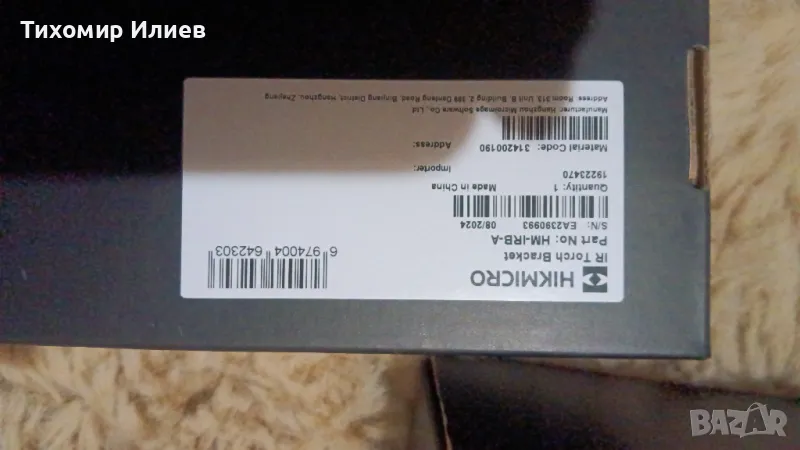 Тихомир Илиев
HIKMICRO
IR Torch Bracket
Part No: HM-IRB-A
S/N: EA2390993 08/2024
Quantity: 1 Made in China
19223470
Importer:
Material Code: 314200190 Address:
Manufacturer: Hangzhou Microimage Software Co., Ltd
Address: Room 313, Unit B, Building 2, 399 Danfeng Road, Binjiang District, Hangzhou, Zhejiang
6 974004 642303
BAZAR